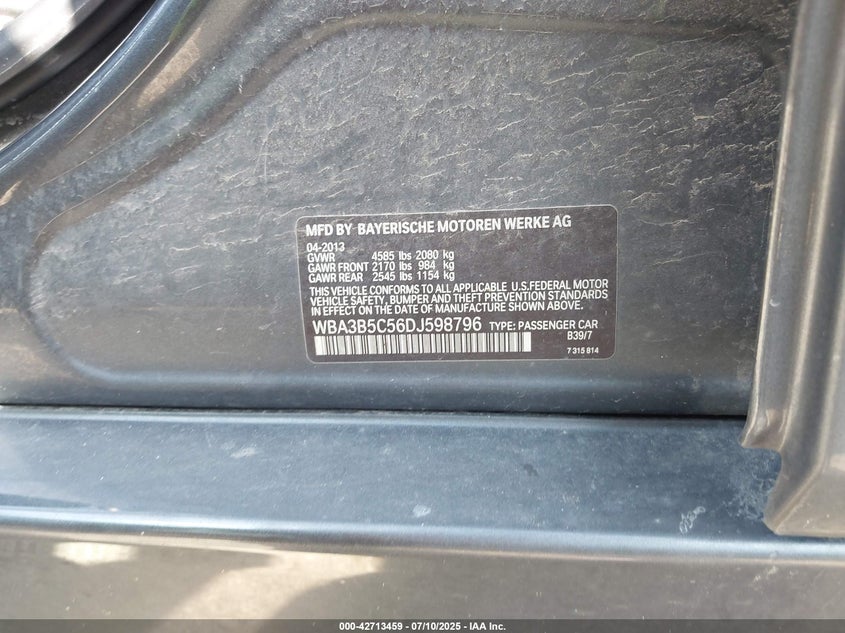 MFD BY BAYERISCHE MOTOREN WERKE AG
04-2013
GVWR 4585 lbs 2080 kg
GAWR FRONT 2170 lbs 984 kg
GAWR REAR 2545 lbs 1154 kg
THIS VEHICLE CONFORMS TO ALL APPLICABLE U.S.FEDERAL MOTOR
VEHICLE SAFETY, BUMPER AND THEFT PREVENTION STANDARDS
IN EFFECT ON THE DATE OF MANUFACTURE SHOWN ABOVE.
WBA3B5C56DJ598796 TYPE: PASSENGER CAR
B39/7
7 315 814
000-42713459 - 07/10/2025 - IAA Inc.